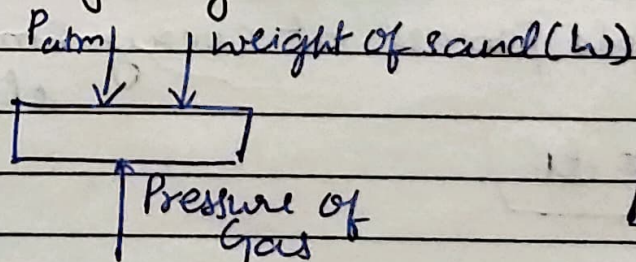 Patm weight of sand (W)
Pressure of
Gas